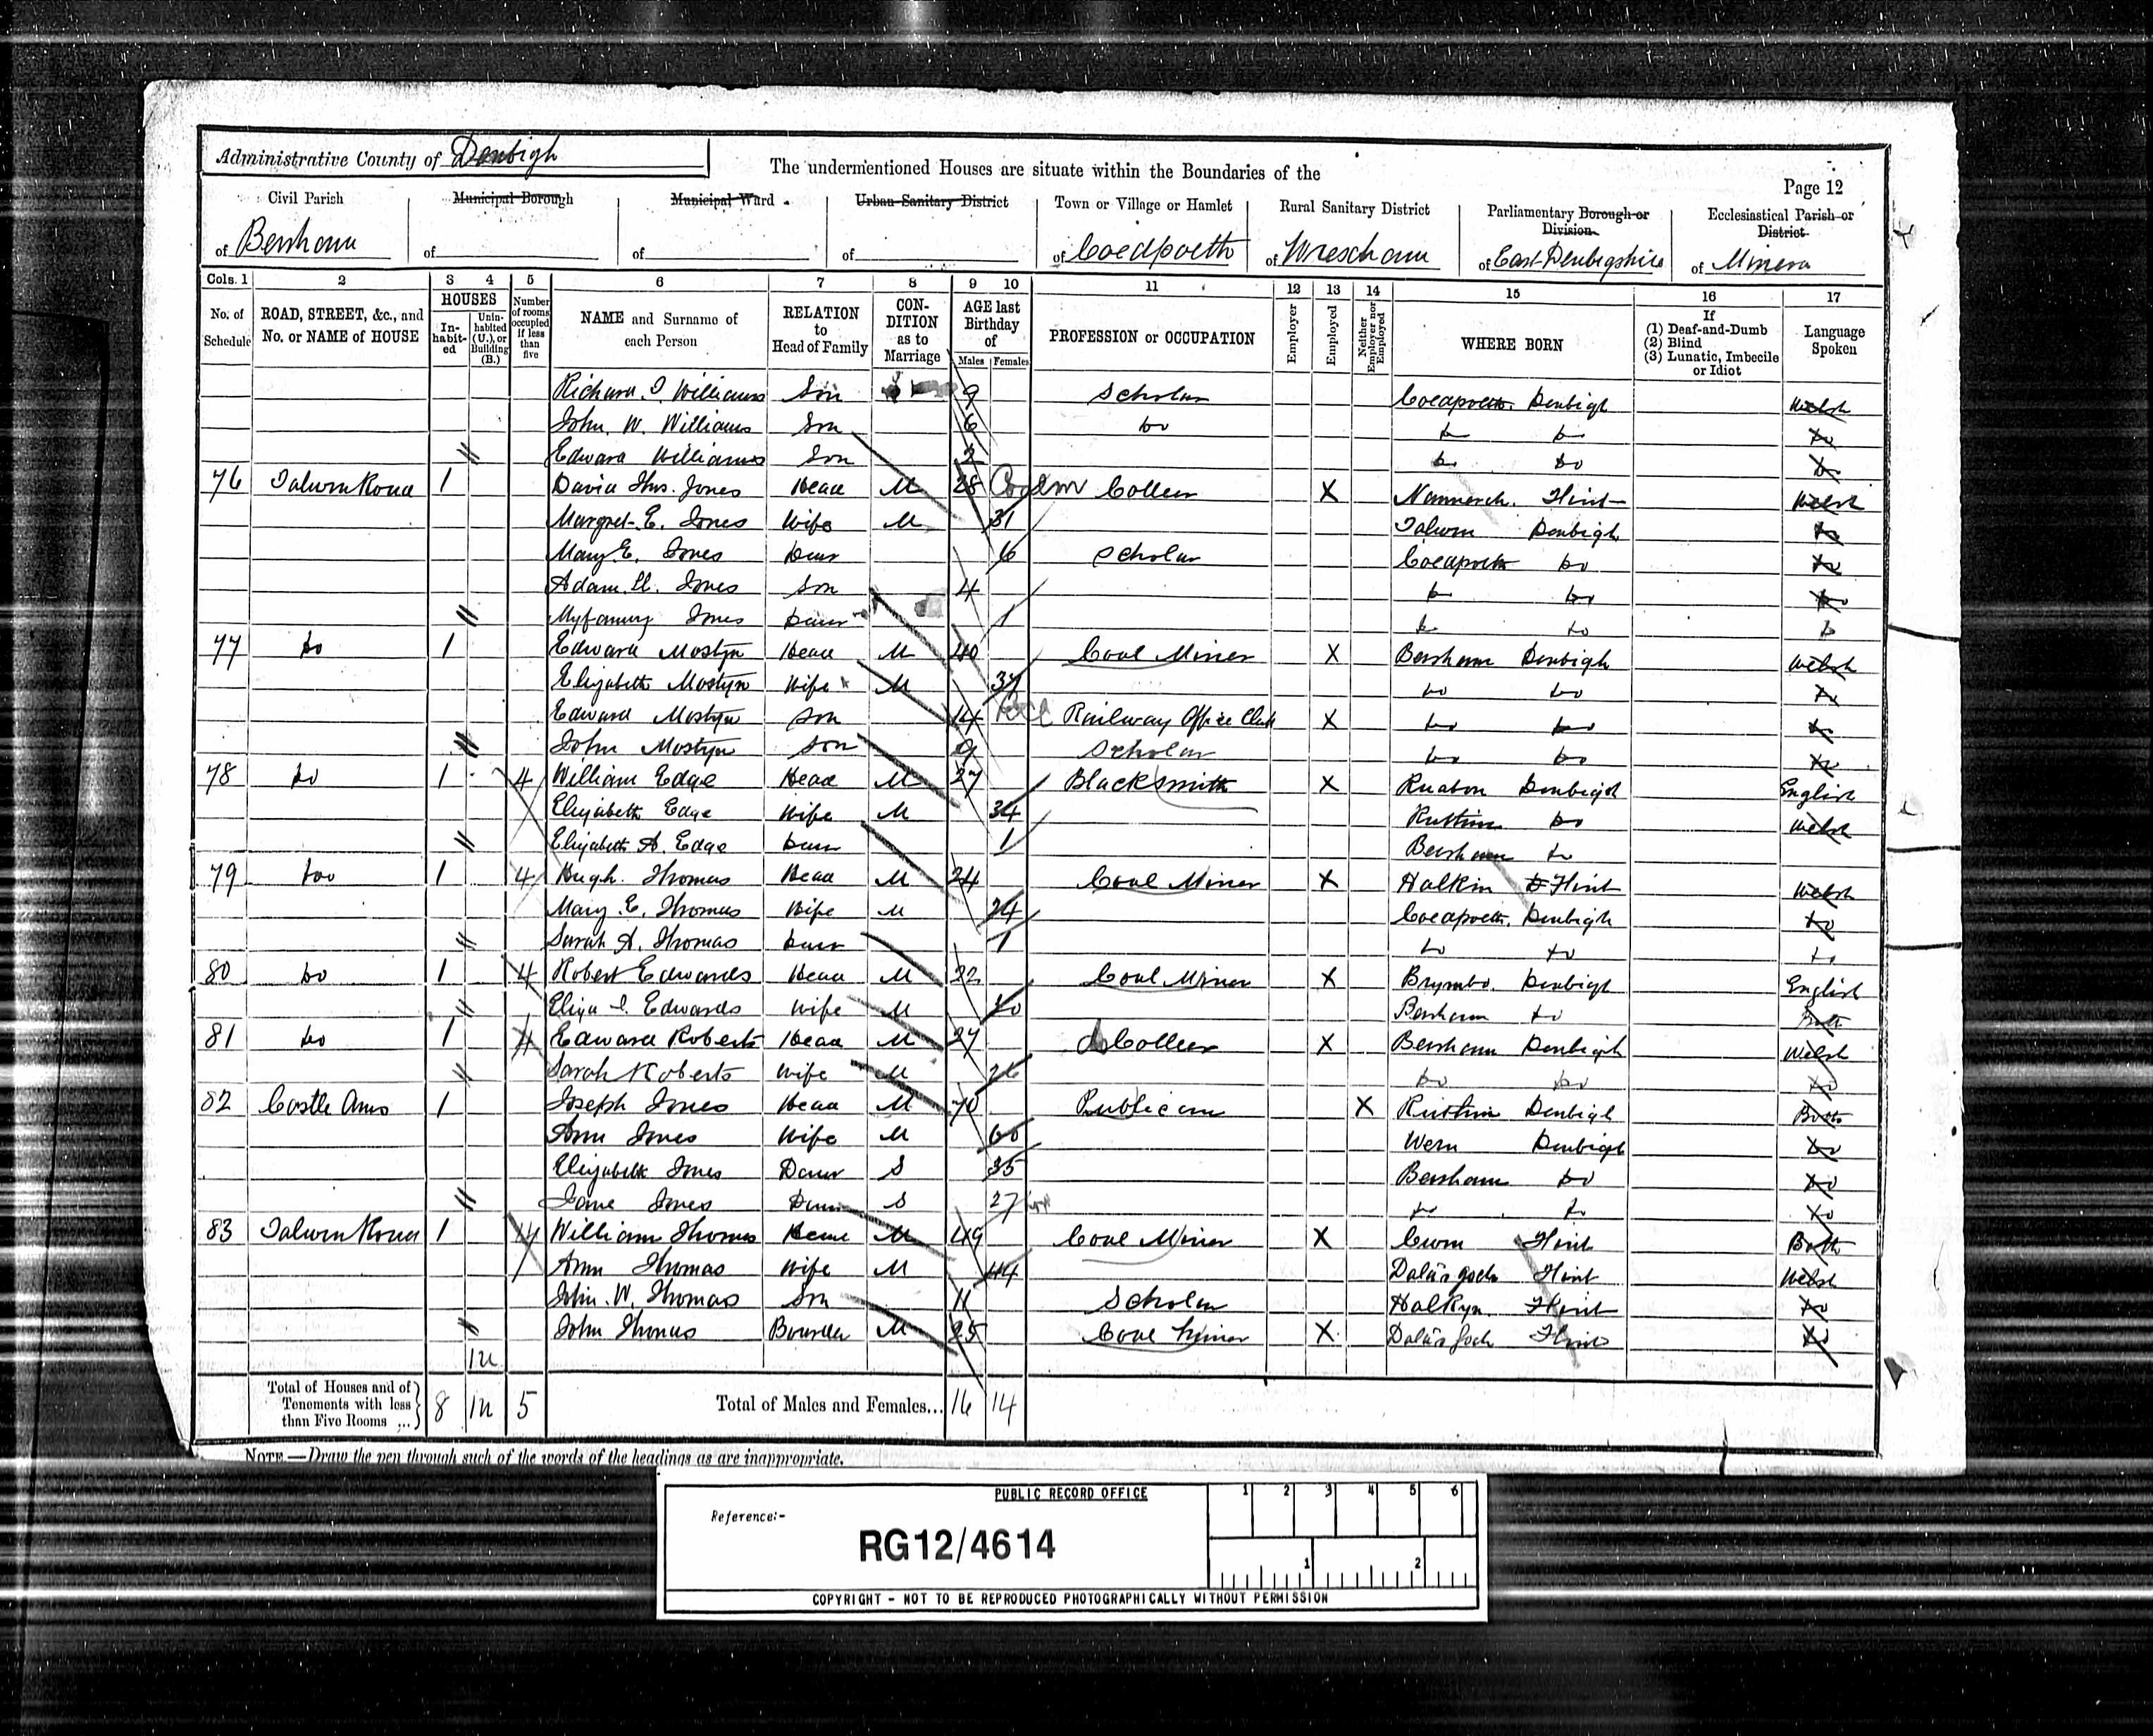 Administrative County of Denbigh
The undermentioned Houses are situate within the Boundaries of the
Page 12
Civil Parish Municipal Borough Municipal Ward Urban Sanitary District Town or Village or Hamlet Rural Sanitary District Parliamentary Borough or Division Ecclesiastical Parish or District
of Bersham of of of of Coedpoeth of Wrescham of East Denbigshire of Minera
Cols. 1 2 3 4 5 6 7 8 9 10 11 12 13 14 15 16 17
No. of Schedule
ROAD, STREET, &c., and No. or NAME of HOUSE
HOUSES
In-habit-ed
Unin-habited (U.), or Building (B.)
Number of rooms occupied if less than five
NAME and Surname of each Person
RELATION to Head of Family
CON-DITION as to Marriage
AGE last Birthday of
Males Females
PROFESSION or OCCUPATION
Employer
Employed
Neither Employer nor Employed
WHERE BORN
If
(1) Deaf-and-Dumb
(2) Blind
(3) Lunatic, Imbecile or Idiot
Language Spoken
Richard Williams Son 9 Scholar Coedpoeth Denbigh Welsh
John W. Williams Son 6 Do Do Do Do
Edward Williams Son 2 Do Do Do
76 Talwrn Road 1 David Thos. Jones Head M 28 Collier X Nannerch Flint Welsh
Margret E. Jones Wife M 31 Talwrn Denbigh Do
Mary E. Jones Daur 6 Scholar Coedpoeth Do Do
Adam Ll. Jones Son 4 Do Do Do
Myfanwy Jones Daur 1 Do Do Do
77 Do 1 Edward Mostyn Head M 40 Coal Miner X Bersham Denbigh Welsh
Elizabeth Mostyn Wife M 37 Do Do Do
Edward Mostyn Son 14 Railway Office Clerk X Do Do Do
John Mostyn Son 9 Scholar Do Do Do
78 Do 1 4 William Edge Head M 27 Blacksmith X Ruabon Denbigh English
Elizabeth Edge Wife M 34 Ruthin Do Welsh
Elizabeth A. Edge Daur 1 Bersham Do
79 Do 1 4 Hugh Thomas Head M 24 Coal Miner X Halkin Flint Welsh
Mary E. Thomas Wife M 24 Coedpoeth Denbigh Do
Sarah A. Thomas Daur 1 Do Do Do
80 Do 1 4 Robert Edwards Head M 22 Coal Miner X Brymbo Denbigh English
Edwards Wife M 20 Bersham Do Both
81 Do 1 4 Edward Roberts Head M 27 Collier X Bersham Denbigh Welsh
Sarah Roberts Wife M 26 Do Do Do
82 Castle Arms 1 Joseph Jones Head M 70 Publican X Ruthin Denbigh Both
Ann Jones Wife M 60 Wern Denbigh Do
Elizabeth Jones Daur S 35 Bersham Do Do
Jane Jones Daur S 27 Do Do Do
83 Talwrn Road 1 4 William Thomas Head M 49 Coal Miner X Cwm Flint Both
Ann Thomas Wife M 44 Flint Welsh
John W. Thomas Son 11 Scholar Halkyn Flint Do
John Thomas Boarder M 25 Coal Miner X Flint Do
1u
Total of Houses and of Tenements with less than Five Rooms ... 8 1u 5 Total of Males and Females... 16 14
NOTE.—Draw the pen through such of the words of the headings as are inappropriate.
PUBLIC RECORD OFFICE
Reference:-
RG12/4614
1 2 3 4 5 6
1 2
COPYRIGHT - NOT TO BE REPRODUCED PHOTOGRAPHICALLY WITHOUT PERMISSION